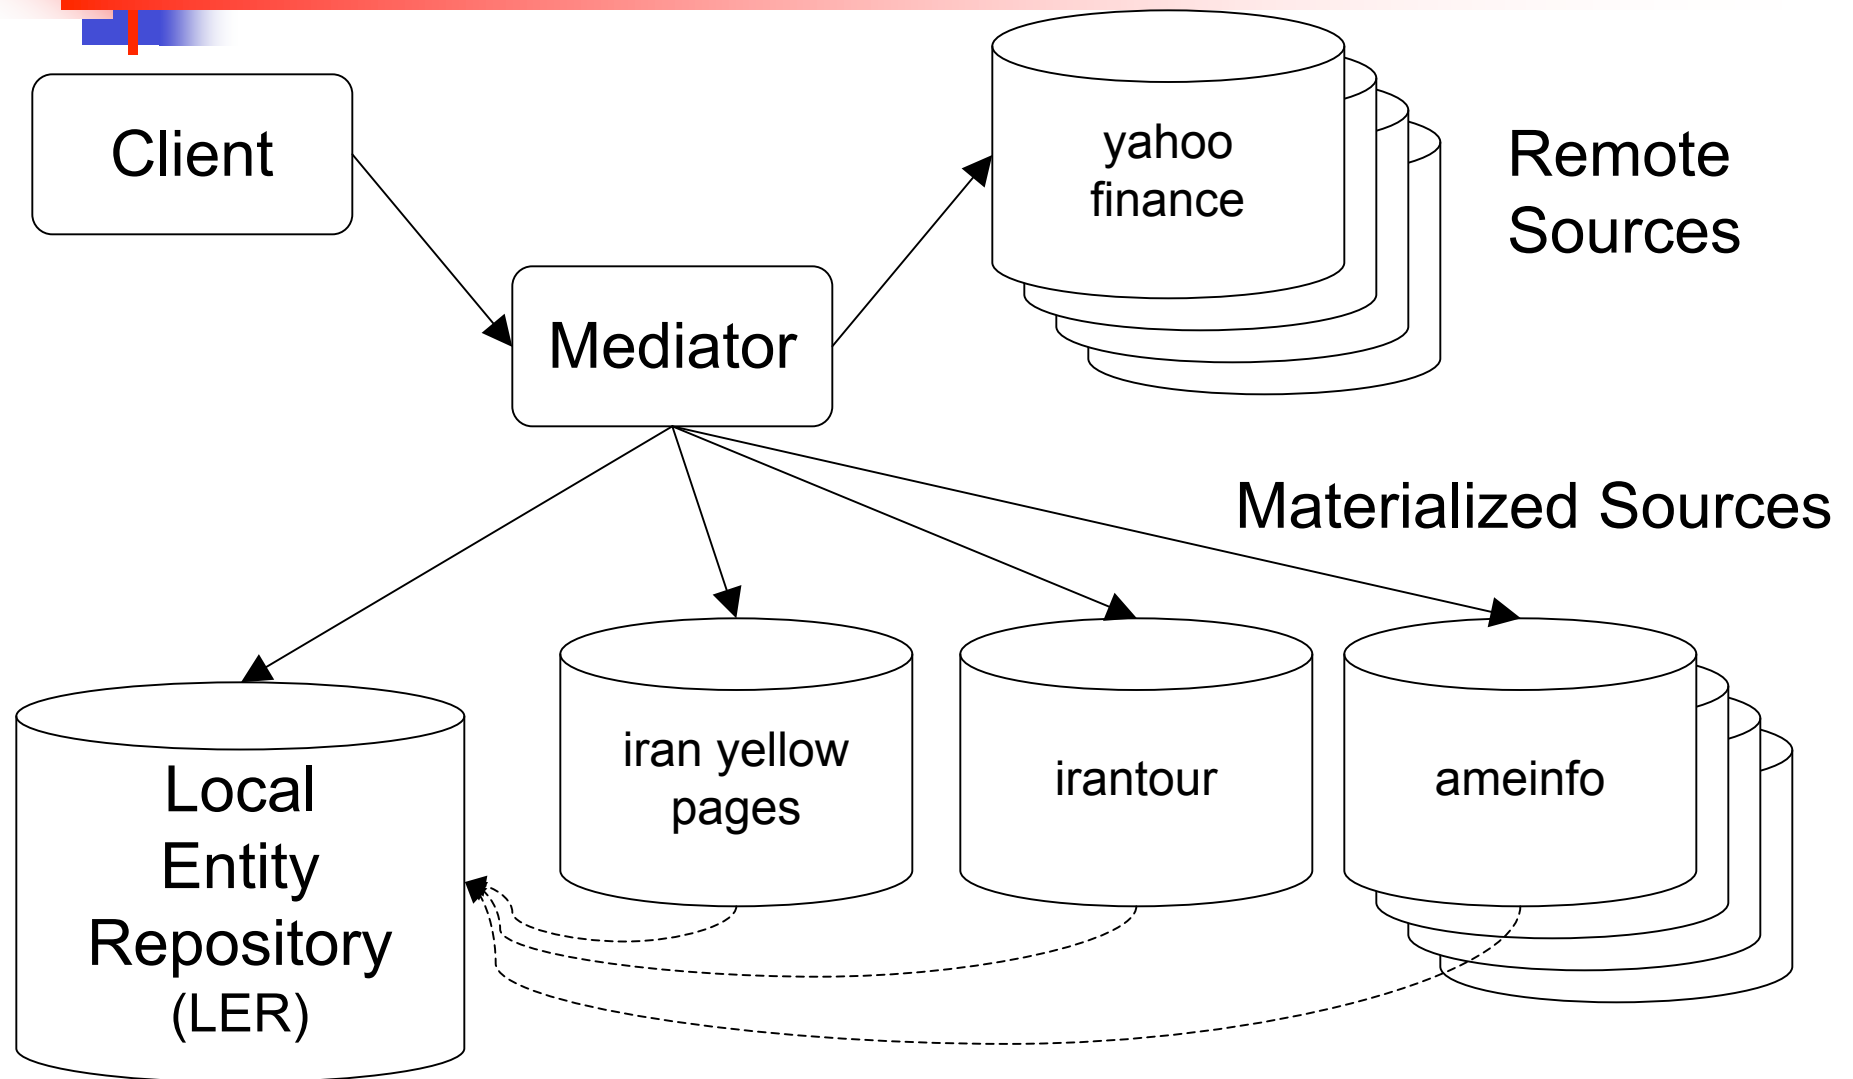 Client
yahoo
finance
Remote
Sources
Mediator
Materialized Sources
Local
Entity
Repository
(LER)
iran yellow
pages
irantour
ameinfo